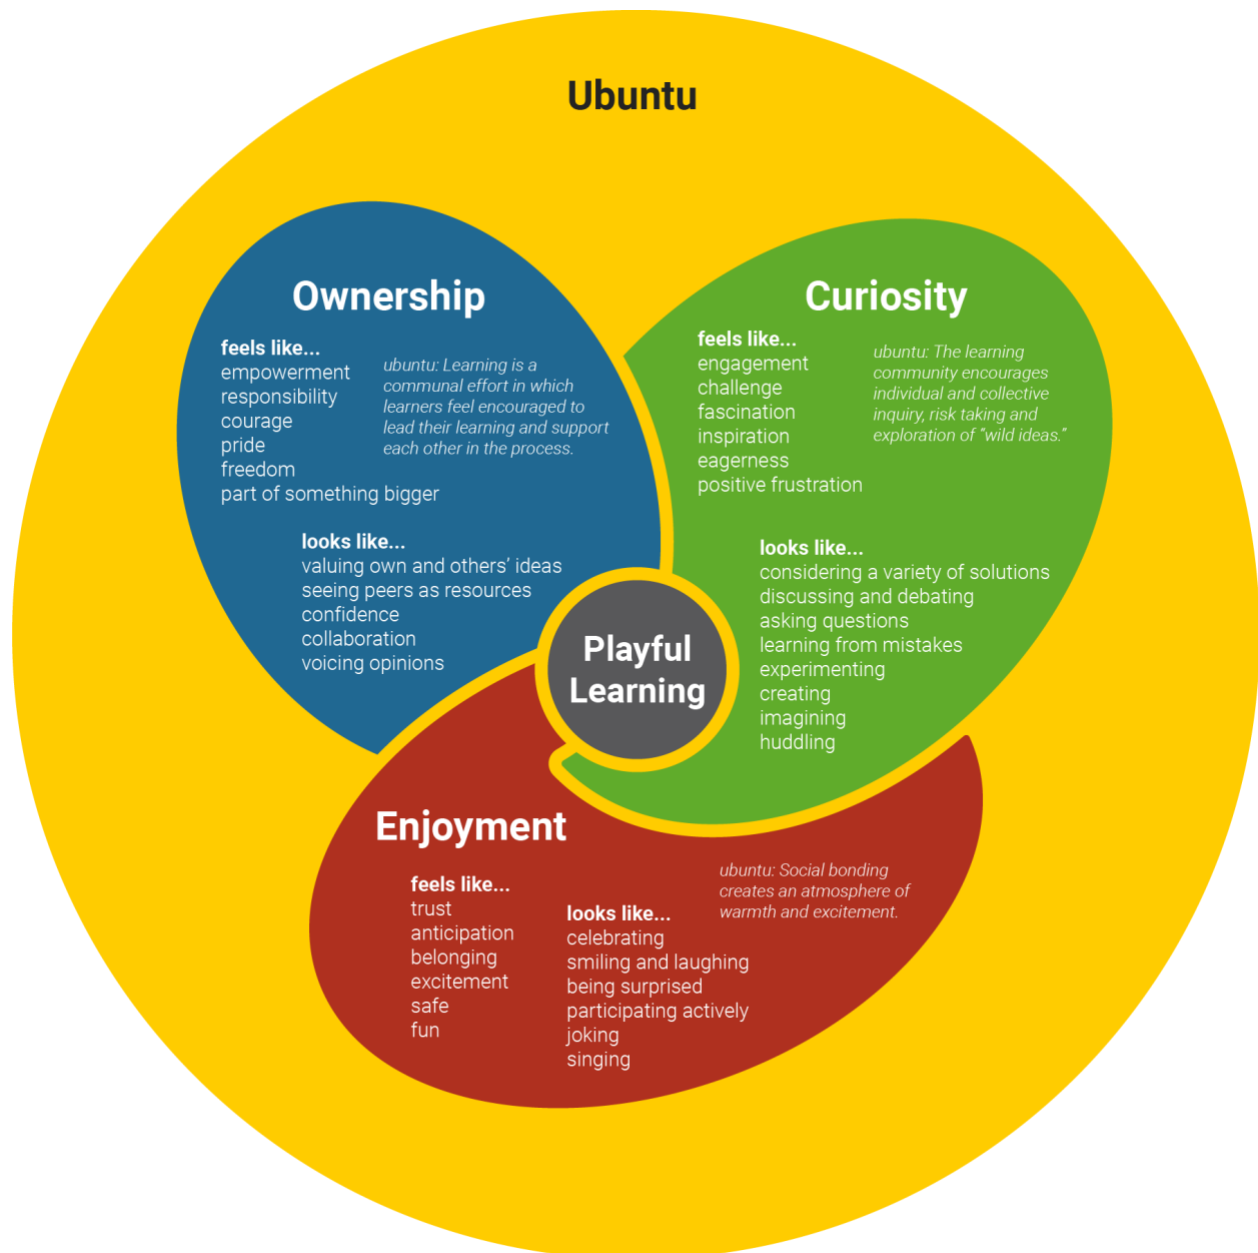 Ubuntu
Ownership
feels like...
empowerment
responsibility
courage
pride
freedom
part of something bigger
ubuntu: Learning is a
communal effort in which
learners feel encouraged to
lead their learning and support
each other in the process.
looks like...
valuing own and others’ ideas
seeing peers as resources
confidence
collaboration
voicing opinions
Curiosity
feels like...
engagement
challenge
fascination
inspiration
eagerness
positive frustration
ubuntu: The learning
community encourages
individual and collective
inquiry, risk taking and
exploration of “wild ideas.”
looks like...
considering a variety of solutions
discussing and debating
asking questions
learning from mistakes
experimenting
creating
imagining
huddling
Playful
Learning
Enjoyment
feels like...
trust
anticipation
belonging
excitement
safe
fun
looks like...
celebrating
smiling and laughing
being surprised
participating actively
joking
singing
ubuntu: Social bonding
creates an atmosphere of
warmth and excitement.